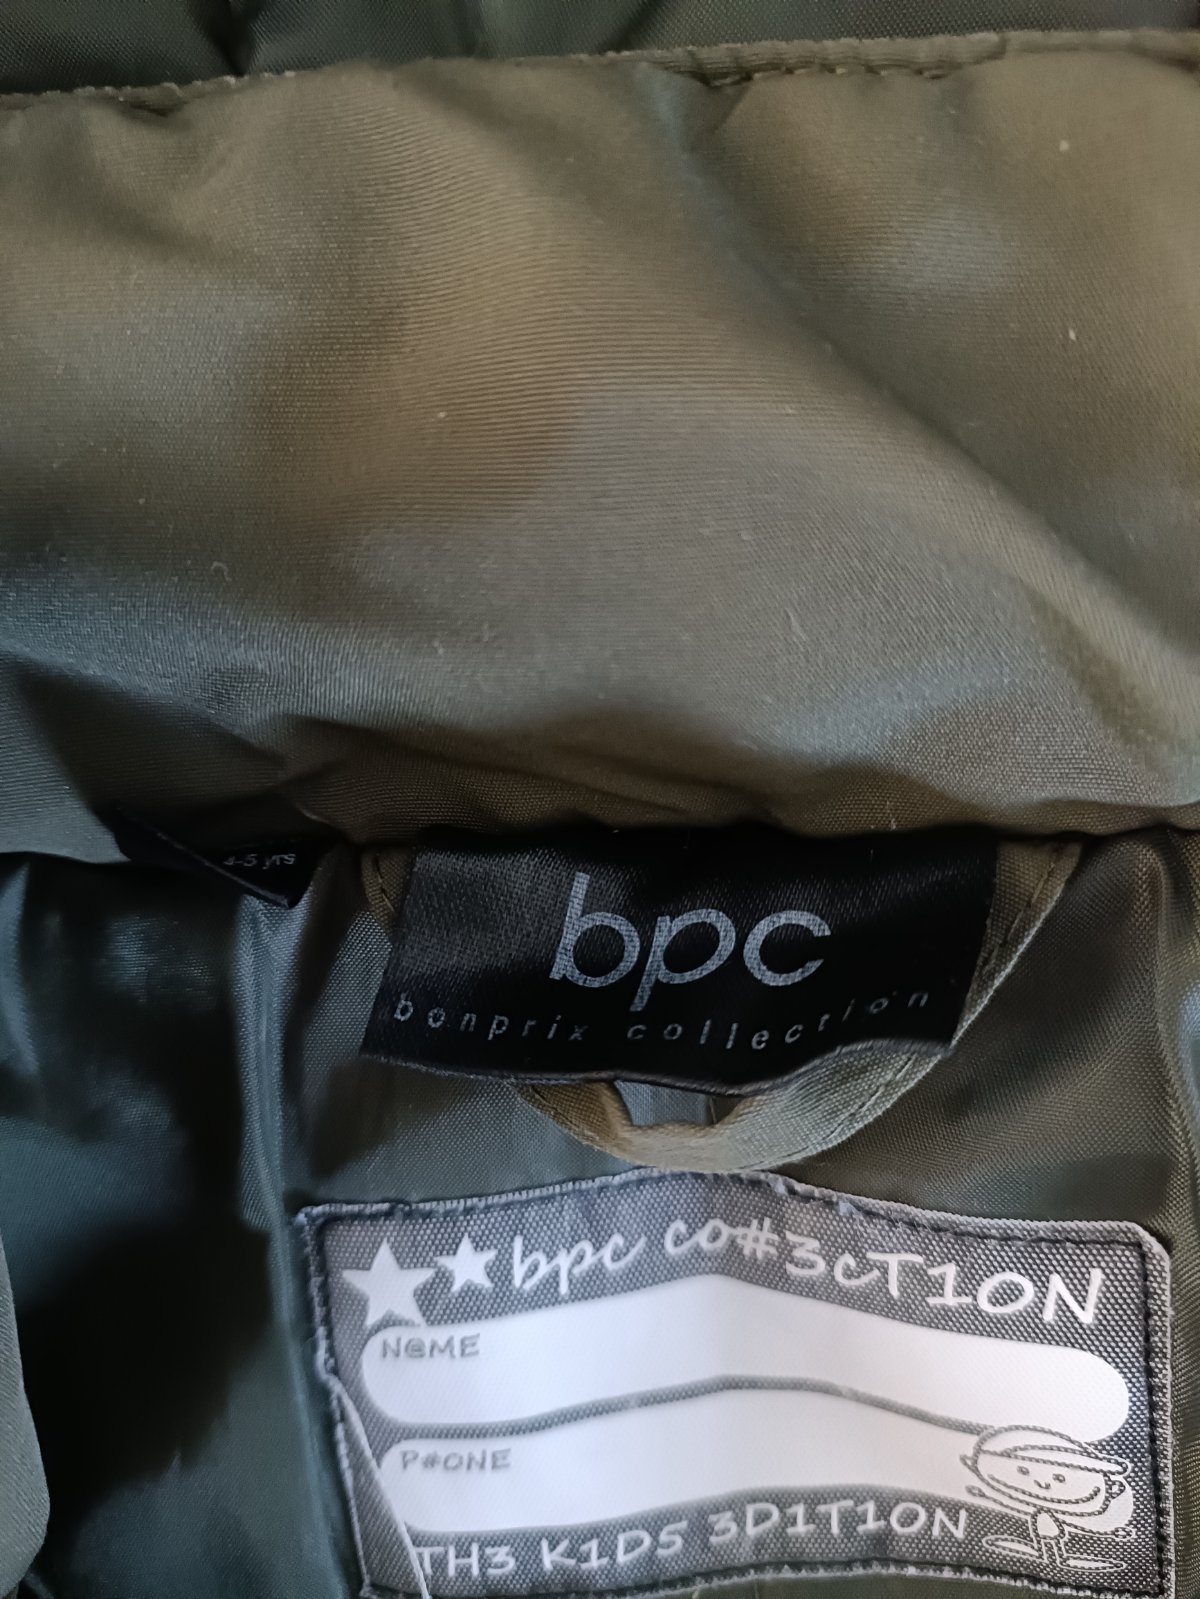 4-5 yrs
bpc
bonprix collection
bpc co#3cT1ON
N@ME
P#ONE
TH3 K1D5 3D1T1ON